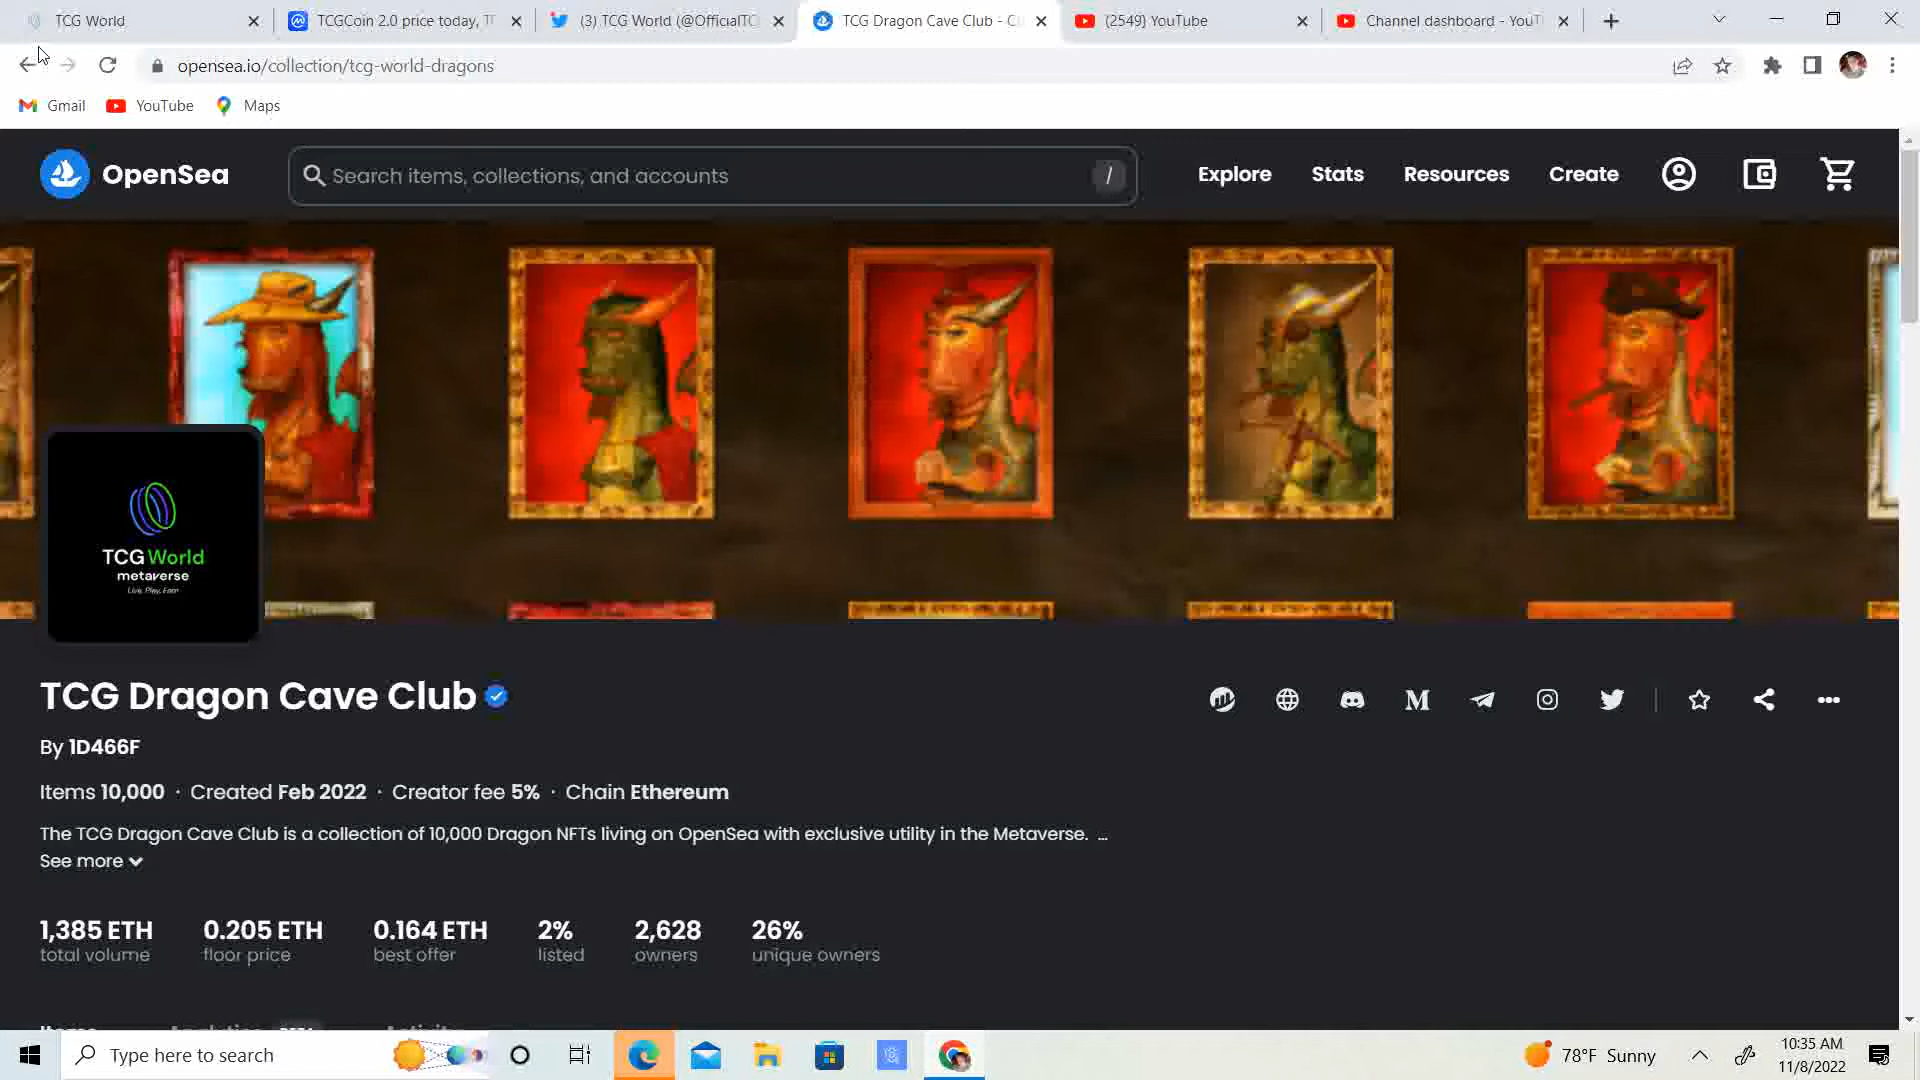 TCG World
TCGCoin 2.0 price today, T
(3) TCG World (@OfficialTC
TCG Dragon Cave Club - C
(2549) YouTube
Channel dashboard - YouT
opensea.io/collection/tcg-world-dragons
Gmail
YouTube
Maps
OpenSea
Search items, collections, and accounts
/
Explore
Stats
Resources
Create
TCG World
metaverse
Live, Play, Earn
TCG Dragon Cave Club
By 1D466F
Items 10,000 · Created Feb 2022 · Creator fee 5% · Chain Ethereum
The TCG Dragon Cave Club is a collection of 10,000 Dragon NFTs living on OpenSea with exclusive utility in the Metaverse. ...
See more
1,385 ETH
total volume
0.205 ETH
floor price
0.164 ETH
best offer
2%
listed
2,628
owners
26%
unique owners
Type here to search
78°F Sunny
10:35 AM
11/8/2022